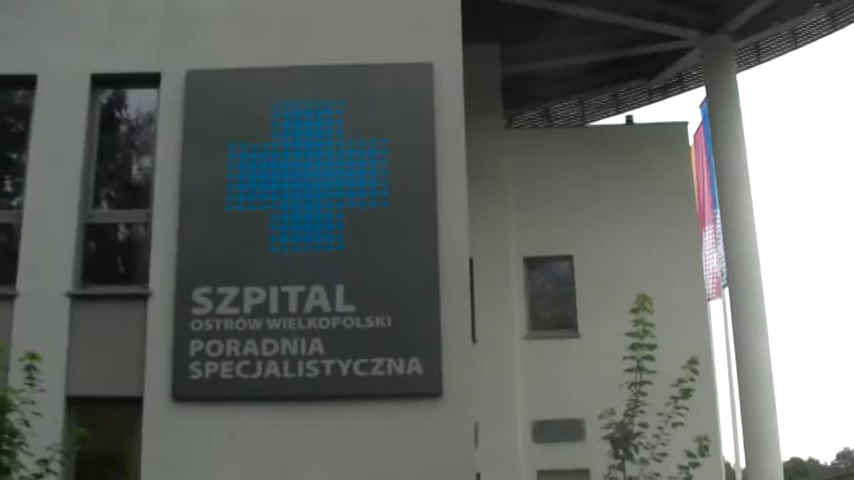 SZPITAL
OSTRÓW WIELKOPOLSKI
PORADNIA
SPECJALISTYCZNA